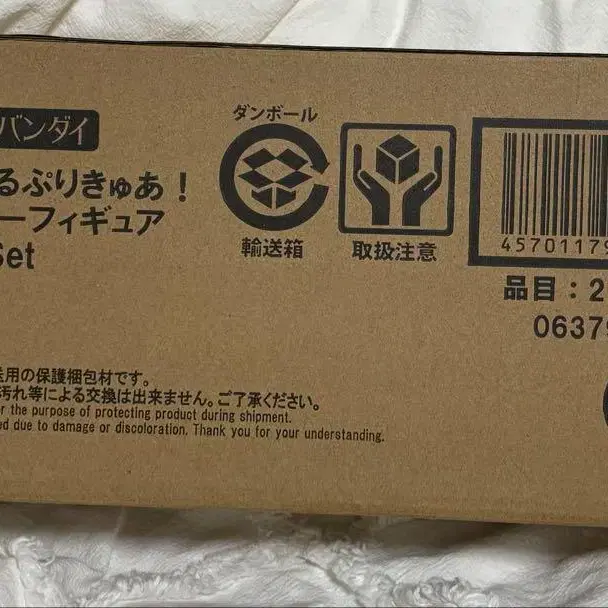 バンダイ
るぷりきゅあ！
ーフィギュア
Set
ダンボール
輸送箱
取扱注意
45701179
品目：2
0637
送用の保護梱包材です。
汚れ等による交換は出来ません。ご了承ください。
or the purpose of protecting product during shipment.
ed due to damage or discoloration. Thank you for your understanding.